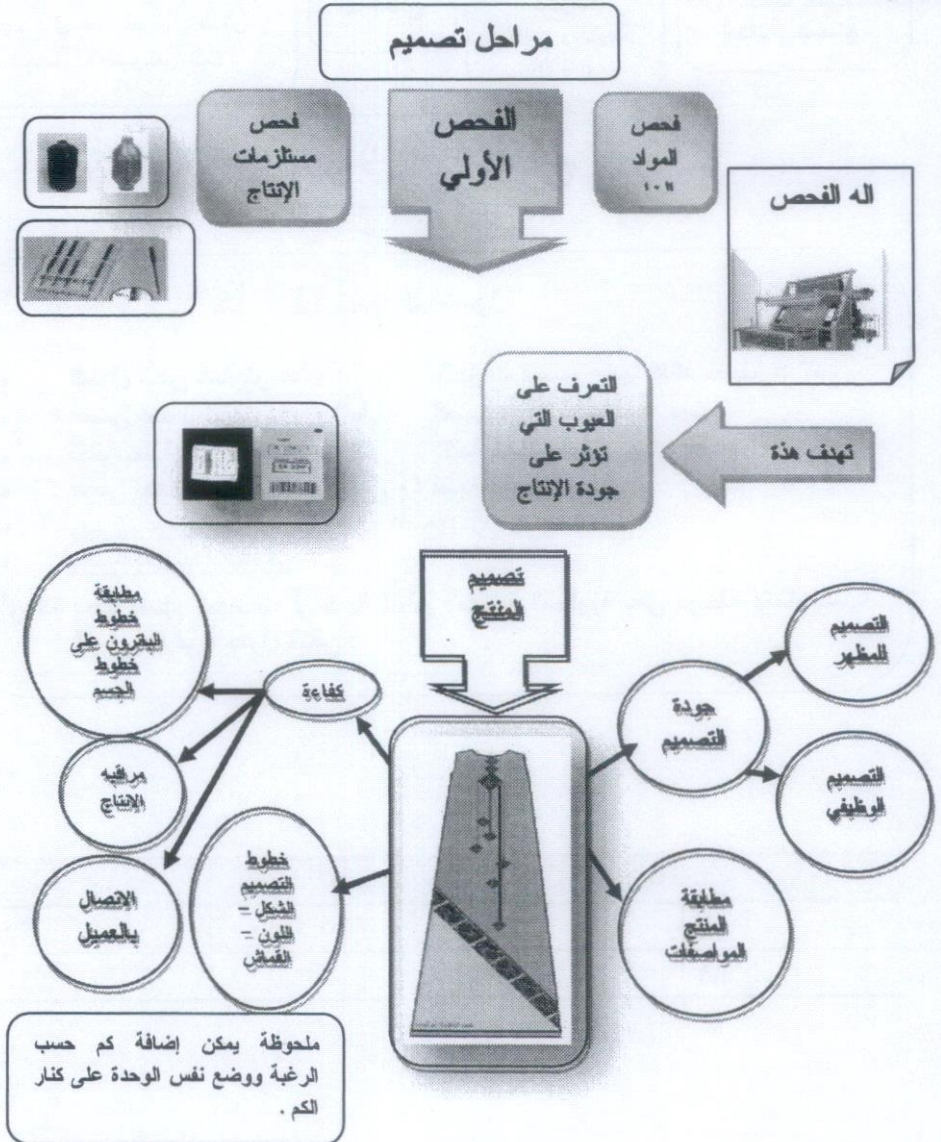 مراحل تصميم
فحص
المواد
الفحص
الأولي
فحص
مستلزمات
الإنتاج
اله الفحص
تهدف هذة
التعرف على
العيوب التي
تؤثر على
جودة الإنتاج
تصميم
المنتج
التصميم
المظهر
جودة
التصميم
التصميم
الوظيفي
مطابقة
المنتج
المواصفات
كفاءة
مطابقة
خطوط
الباترون على
خطوط
الجسم
مراقبه
الإنتاج
الإتصال
بالعميل
خطوط
التصميم
الشكل –
اللون –
القماش
ملحوظة يمكن إضافة كم حسب
الرغبة ووضع نفس الوحدة على كنار
الكم .